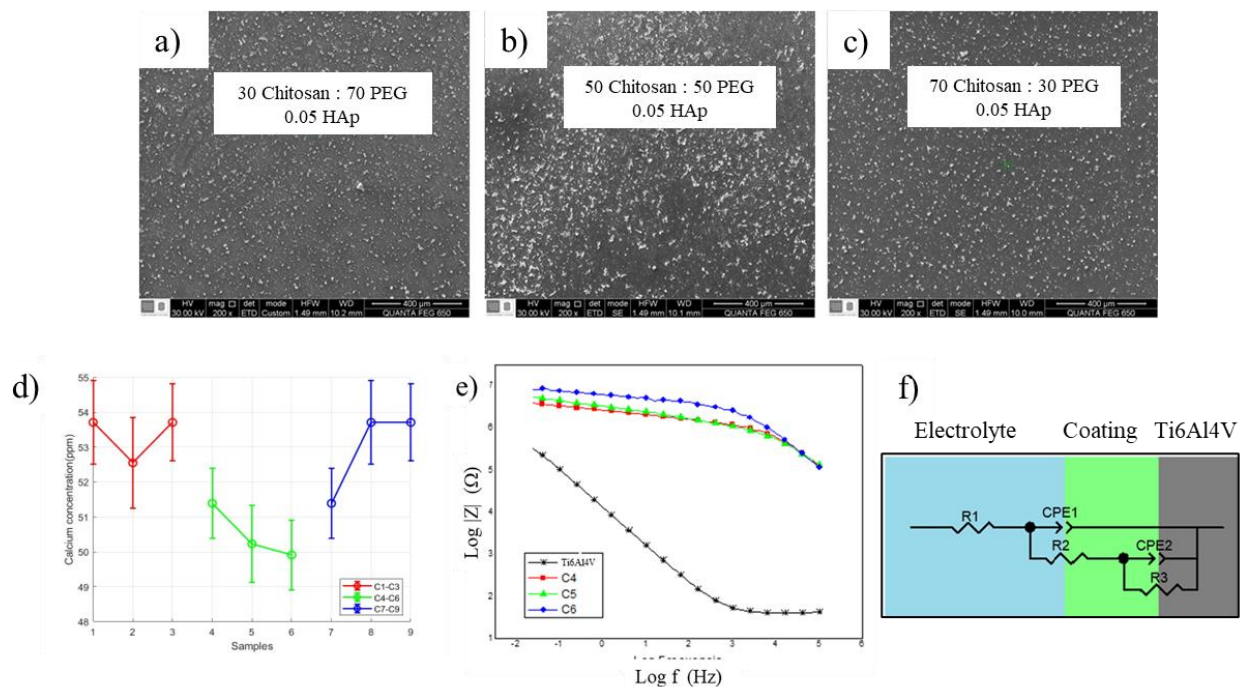 a)
30 Chitosan : 70 PEG
0.05 HAp
HV mag □ det mode HFW WD 400 µm
30.00 kV 200 x ETD Custom 1.49 mm 10.2 mm QUANTA FEG 650
b)
50 Chitosan : 50 PEG
0.05 HAp
HV mag □ det mode HFW WD 400 µm
30.00 kV 200 x ETD SE 1.49 mm 10.1 mm QUANTA FEG 650
c)
70 Chitosan : 30 PEG
0.05 HAp
HV mag □ det mode HFW WD 400 µm
30.00 kV 200 x ETD SE 1.49 mm 10.0 mm QUANTA FEG 650
d)
Calcium concentration(ppm)
55
54
53
52
51
50
49
48
1 2 3 4 5 6 7 8 9
Samples
C1-C3
C4-C6
C7-C9
e)
Log |Z| (Ω)
7
6
5
4
3
2
1
-2 -1 0 1 2 3 4 5 6
Ti6Al4V
C4
C5
C6
Log f (Hz)
f)
Electrolyte Coating Ti6Al4V
R1
CPE1
R2
CPE2
R3